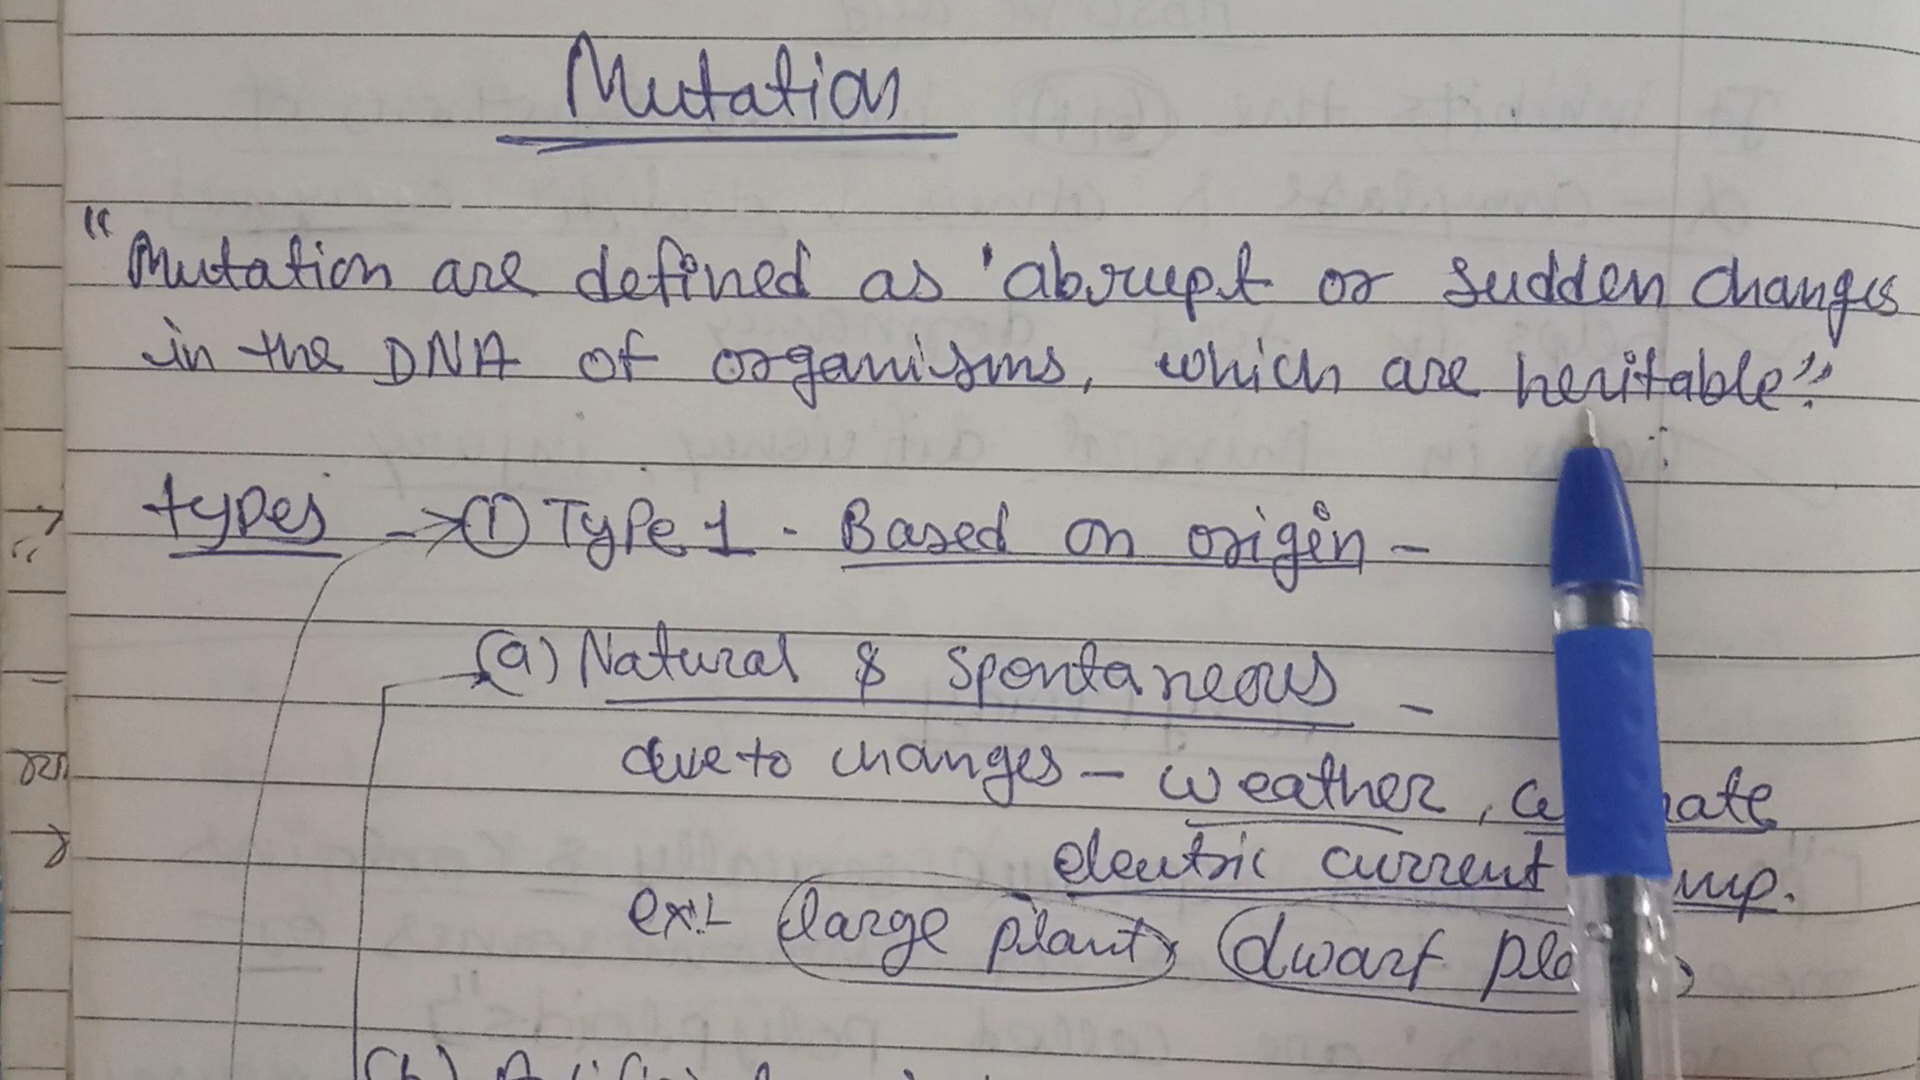 Mutation
"Mutation are defined as 'abrupt or sudden changes
in the DNA of organisms, which are heritable"
types → ① Type 1 - Based on origin -
(a) Natural & spontaneous -
due to changes - weather,
electric current
ex:- large plant, dwarf
(b)